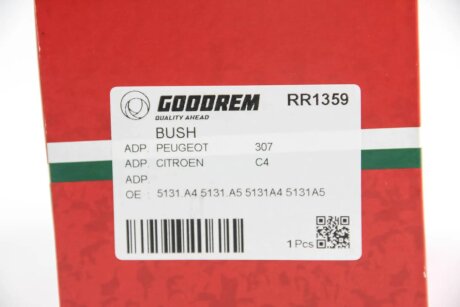 GOODREM RR1359
QUALITY AHEAD
BUSH
ADP. PEUGEOT 307
ADP. CITROEN C4
ADP.
OE : 5131.A4 5131.A5 5131A4 5131A5
1 Pcs